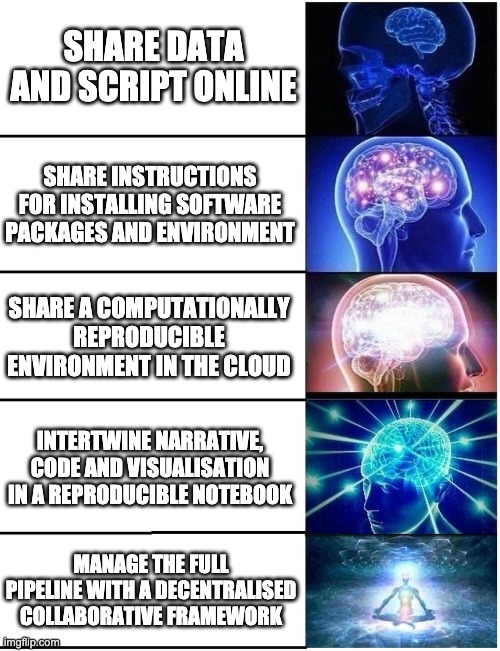 SHARE DATA
AND SCRIPT ONLINE
SHARE INSTRUCTIONS
FOR INSTALLING SOFTWARE
PACKAGES AND ENVIRONMENT
SHARE A COMPUTATIONALLY
REPRODUCIBLE
ENVIRONMENT IN THE CLOUD
INTERTWINE NARRATIVE,
CODE AND VISUALISATION
IN A REPRODUCIBLE NOTEBOOK
MANAGE THE FULL
PIPELINE WITH A DECENTRALISED
COLLABORATIVE FRAMEWORK
imgflip.com